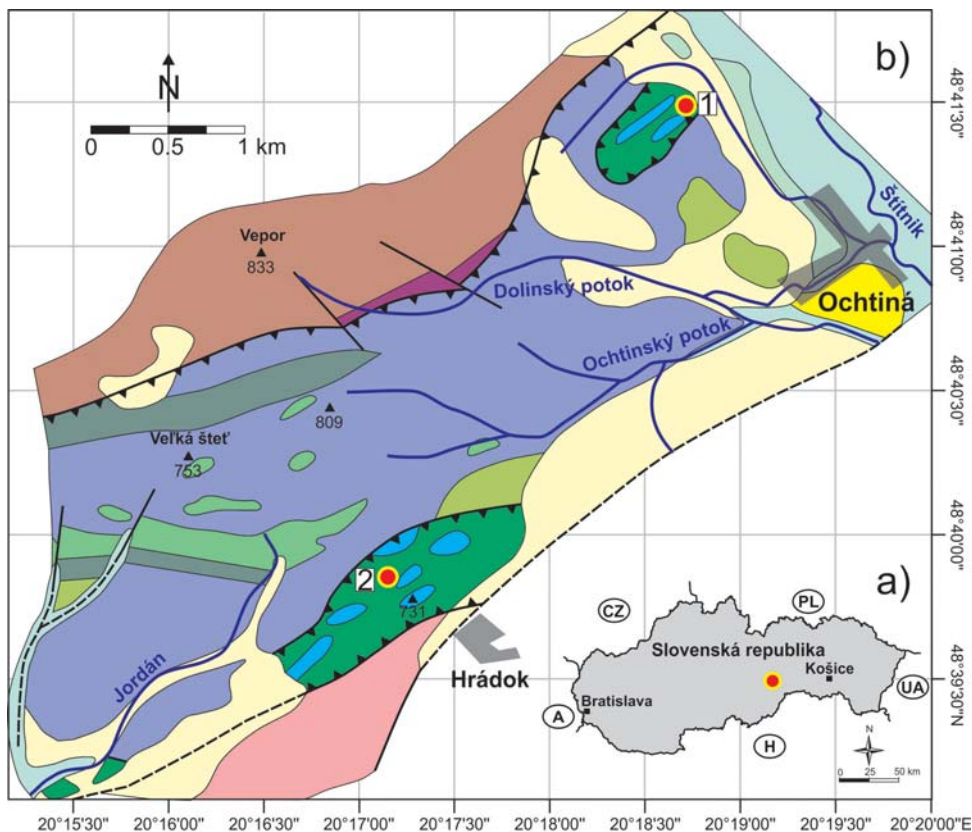 b)
N
0 0.5 1 km
1
48°41'30"
Štítnik
Vepor
833
48°41'00"
Dolinský potok
Ochtiná
Ochtinský potok
48°40'30"
809
Veľká šteť
753
48°40'00"
2
731
a)
CZ
PL
Slovenská republika
Košice
Bratislava
UA
A
H
N
0 25 50 km
Jordán
Hrádok
48°39'30"N
20°15'30" 20°16'00" 20°16'30" 20°17'00" 20°17'30" 20°18'00" 20°18'30" 20°19'00" 20°19'30" 20°20'00"E